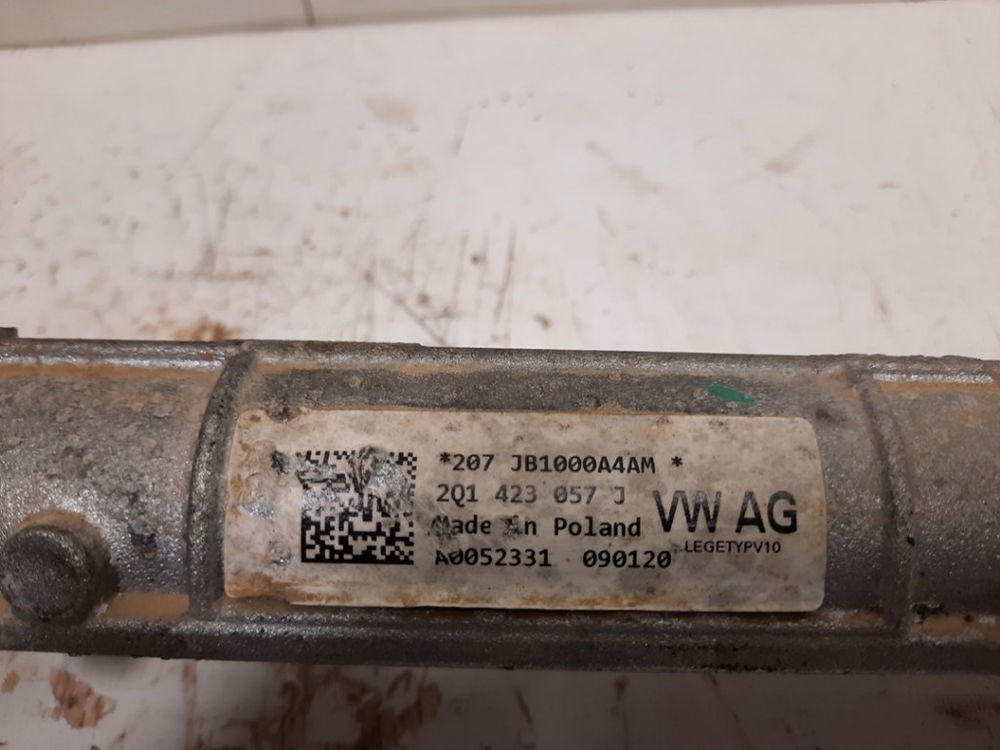 *207 JB1000A4AM *
2Q1 423 057 J
Made in Poland
A0052331 090120
VW AG
LEGETYPV10